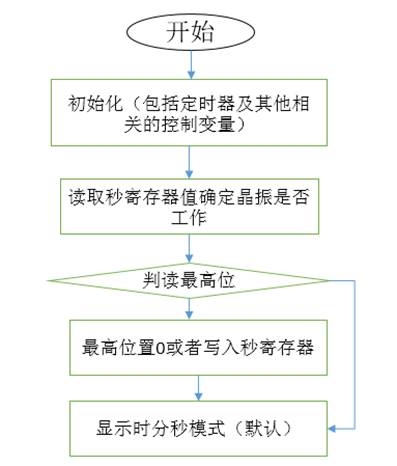 开始
初始化（包括定时器及其他相
关的控制变量）
读取秒寄存器值确定晶振是否
工作
判读最高位
最高位置0或者写入秒寄存器
显示时分秒模式（默认）